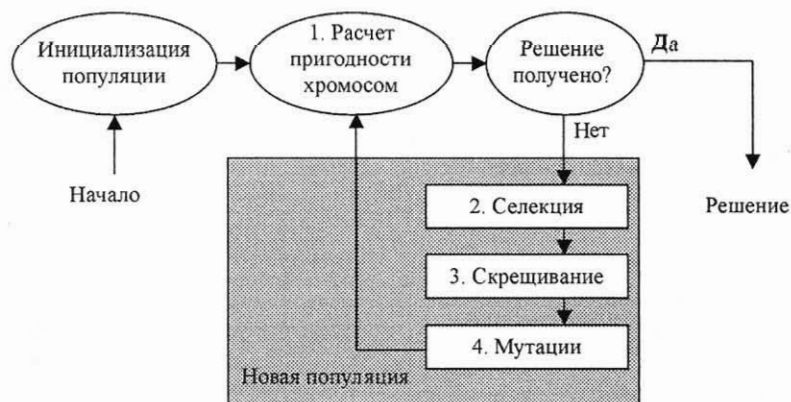 Инициализация
популяции
1. Расчет
пригодности
хромосом
Решение
получено?
Да
Нет
Начало
Решение
2. Селекция
3. Скрещивание
4. Мутации
Новая популяция